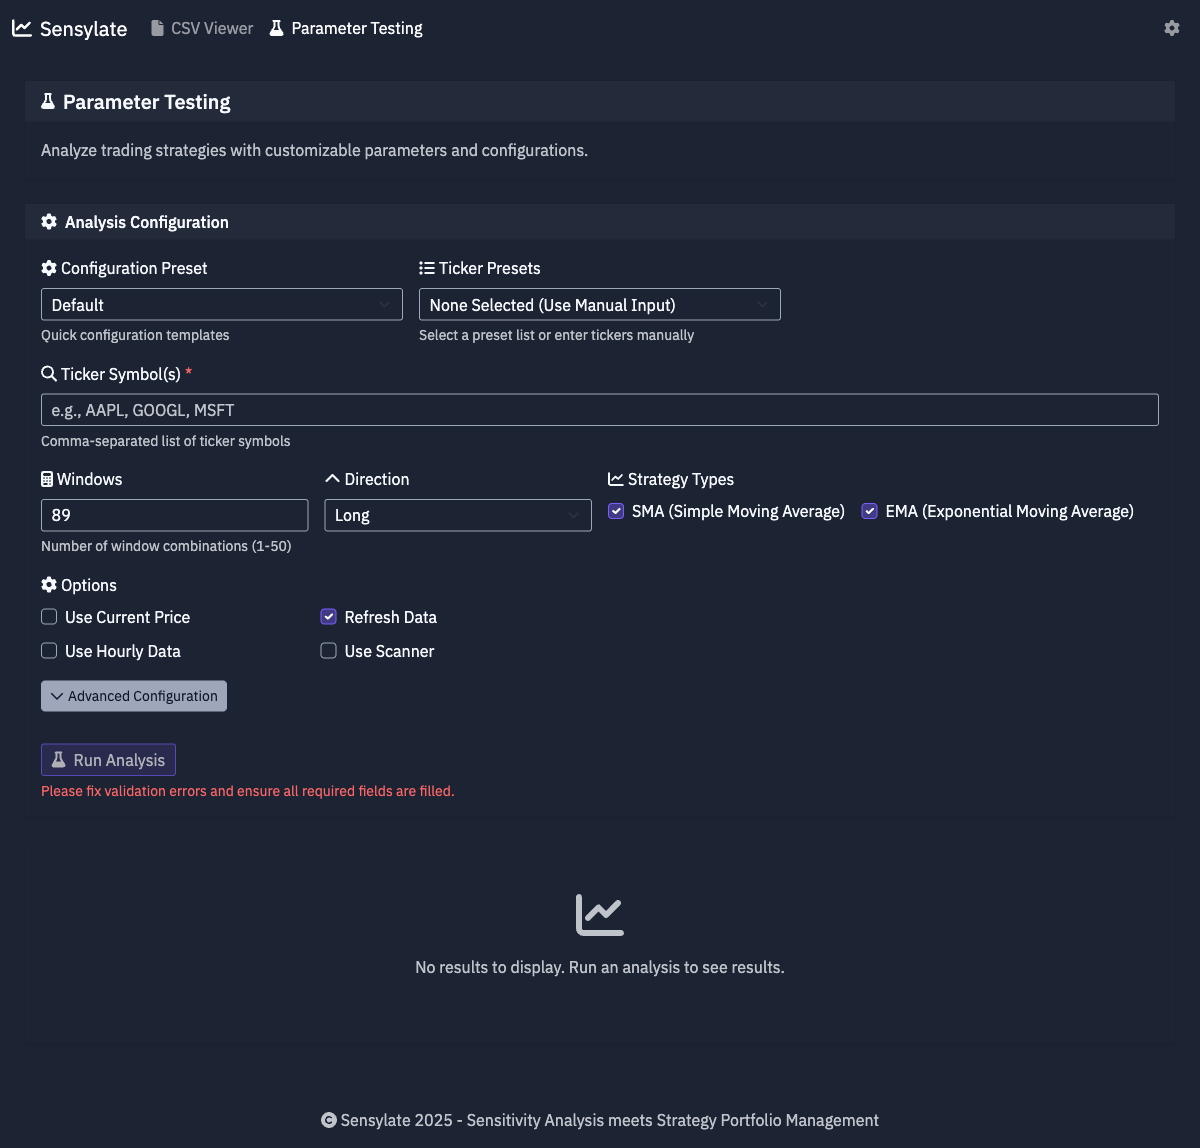 Sensylate CSV Viewer Parameter Testing
Parameter Testing
Analyze trading strategies with customizable parameters and configurations.
Analysis Configuration
Configuration Preset Ticker Presets
Default None Selected (Use Manual Input)
Quick configuration templates Select a preset list or enter tickers manually
Ticker Symbol(s) *
e.g., AAPL, GOOGL, MSFT
Comma-separated list of ticker symbols
Windows Direction Strategy Types
89 Long SMA (Simple Moving Average) EMA (Exponential Moving Average)
Number of window combinations (1-50)
Options
Use Current Price Refresh Data
Use Hourly Data Use Scanner
Advanced Configuration
Run Analysis
Please fix validation errors and ensure all required fields are filled.
No results to display. Run an analysis to see results.
© Sensylate 2025 - Sensitivity Analysis meets Strategy Portfolio Management